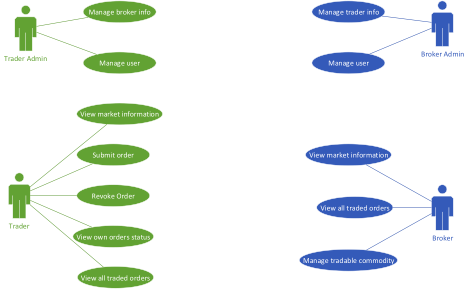 Manage broker info
Manage trader info
Trader Admin
Broker Admin
Manage user
Manage user
View market information
Submit order
View market information
Revoke Order
View all traded orders
Trader
Broker
View own orders status
Manage tradable commodity
View all traded orders